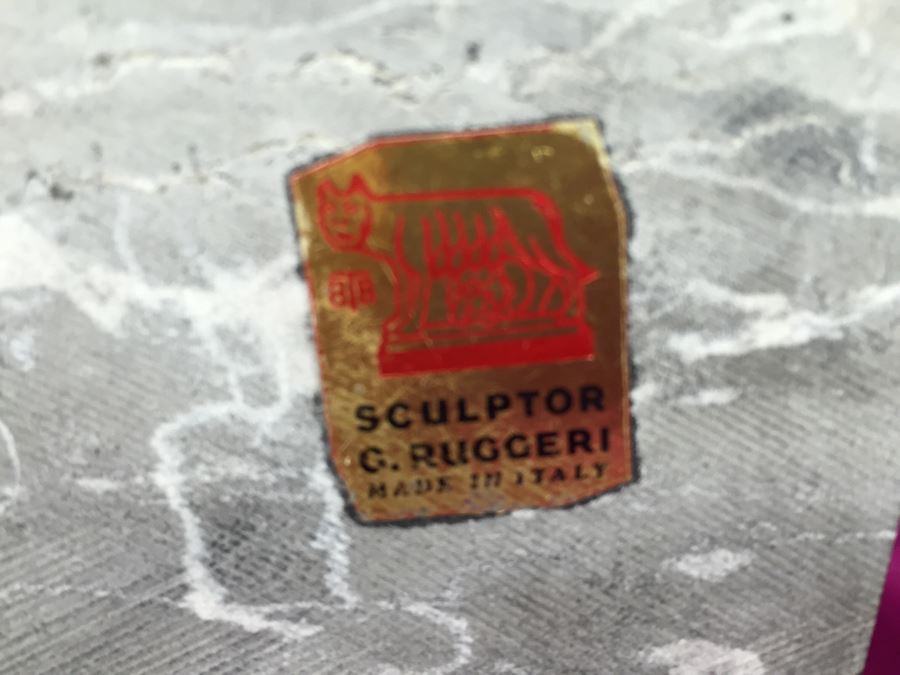 SCULPTOR
G. RUGGERI
MADE IN ITALY